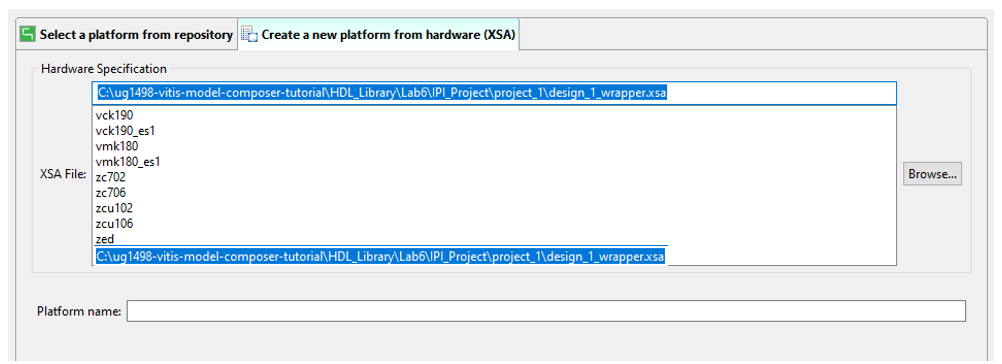 Select a platform from repository
Create a new platform from hardware (XSA)
Hardware Specification
C:\ug1498-vitis-model-composer-tutorial\HDL_Library\Lab6\IPI_Project\project_1\design_1_wrapper.xsa
vck190
vck190_es1
vmk180
vmk180_es1
XSA File:
zc702
Browse...
zc706
zcu102
zcu106
zed
C:\ug1498-vitis-model-composer-tutorial\HDL_Library\Lab6\IPI_Project\project_1\design_1_wrapper.xsa
Platform name: